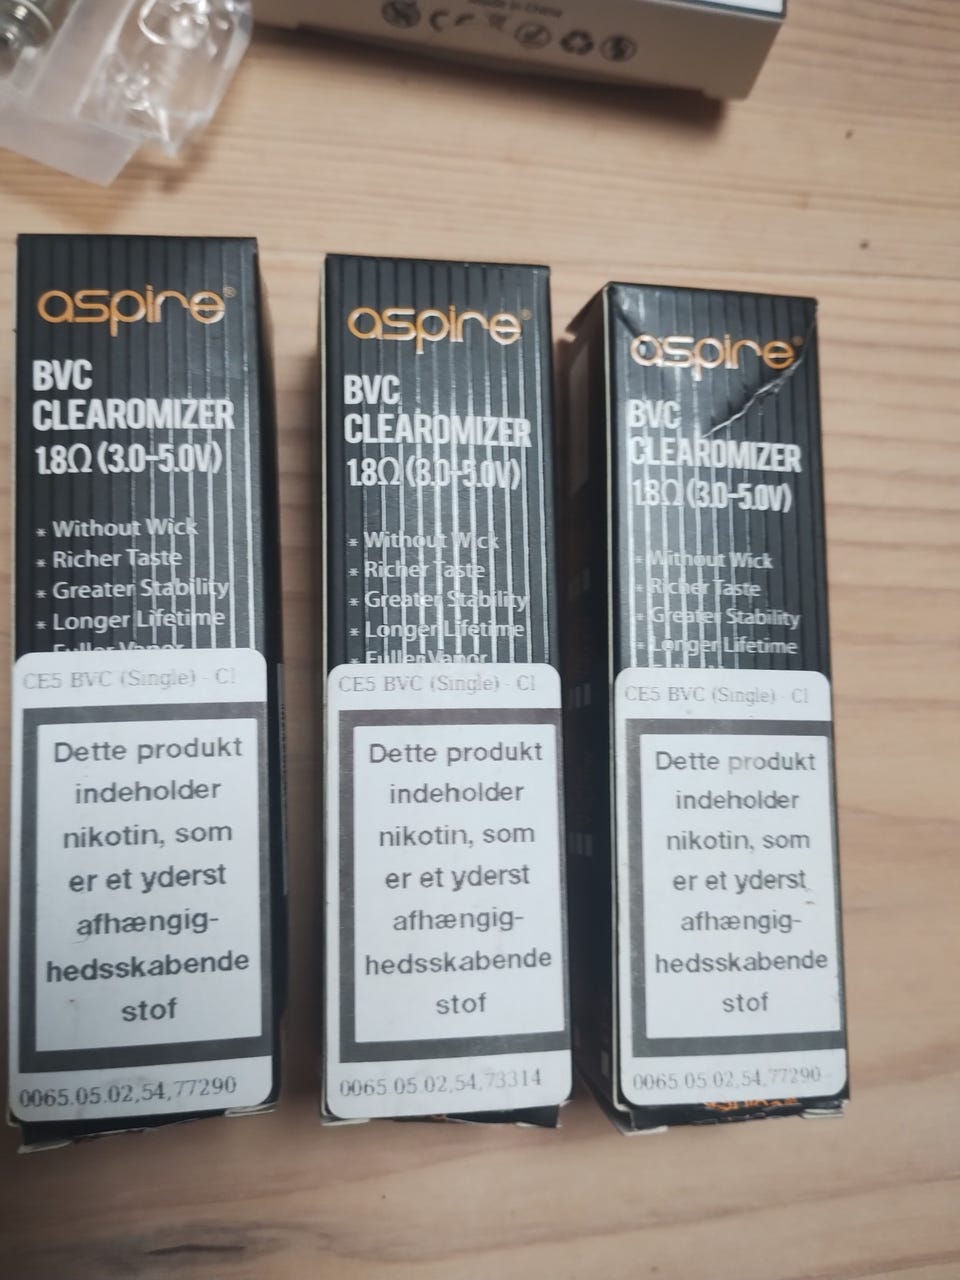 Made in China
aspire®
BVC
CLEAROMIZER
1.8Ω (3.0-5.0V)
* Without Wick
* Richer Taste
* Greater Stability
* Longer Lifetime
Fuller Vapor
CE5 BVC (Single) - Cl
Dette produkt
indeholder
nikotin, som
er et yderst
afhængig-
hedsskabende
stof
0065.05.02,54,77290
aspire®
BVC
CLEAROMIZER
1.8Ω (3.0-5.0V)
* Without Wick
* Richer Taste
* Greater Stability
* Longer Lifetime
* Fuller Vapor
CE5 BVC (Single) - Cl
Dette produkt
indeholder
nikotin, som
er et yderst
afhængig-
hedsskabende
stof
0065.05.02,54,73314
aspire®
BVC
CLEAROMIZER
1.8Ω (3.0-5.0V)
* Without Wick
* Richer Taste
* Greater Stability
* Longer Lifetime
CE5 BVC (Single) - Cl
Dette produkt
indeholder
nikotin, som
er et yderst
afhængig-
hedsskabende
stof
0065.05.02,54,77290